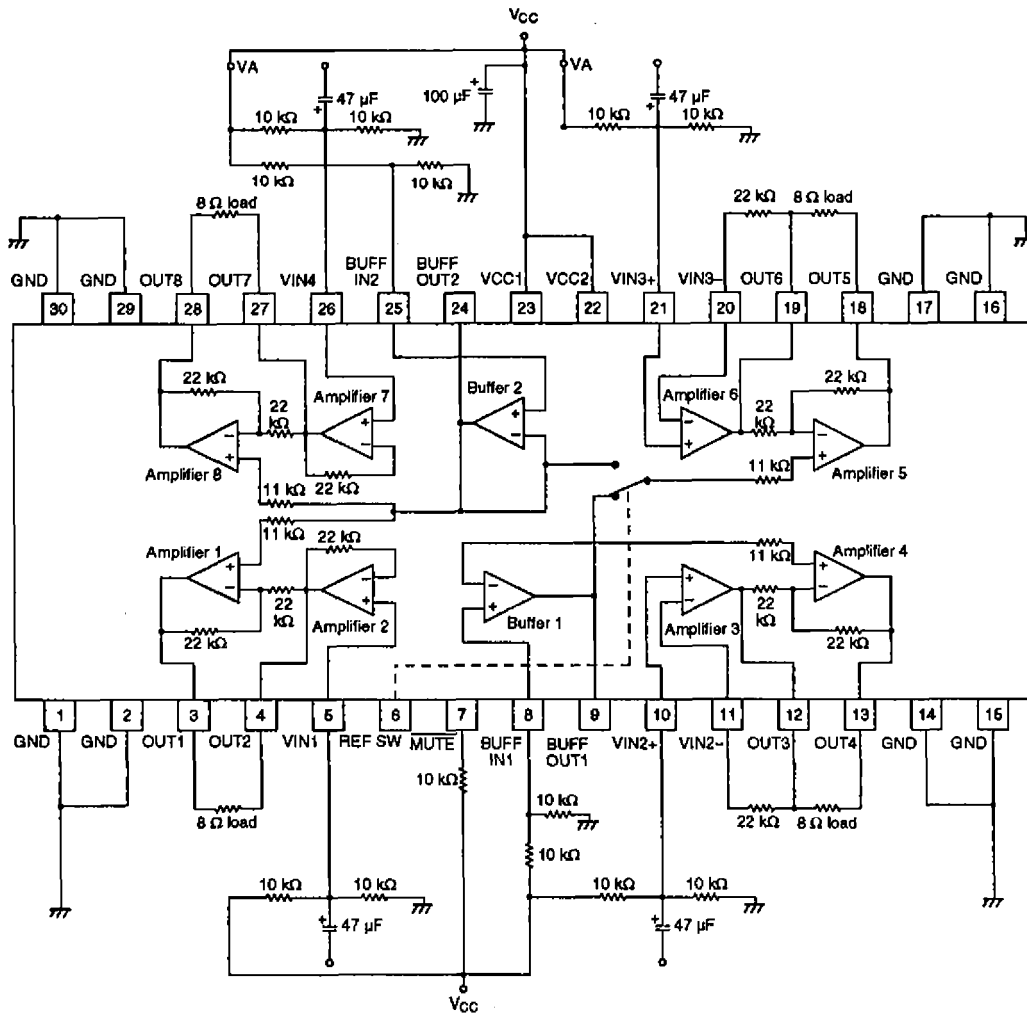 VCC
VA
VA
47 µF
100 µF
47 µF
10 kΩ
10 kΩ
10 kΩ
10 kΩ
10 kΩ
10 kΩ
8 Ω load
22 kΩ
8 Ω load
GND
GND
OUT8
OUT7
VIN4
BUFF IN2
BUFF OUT2
VCC1
VCC2
VIN3+
VIN3−
OUT6
OUT5
GND
GND
30
29
28
27
26
25
24
23
22
21
20
19
18
17
16
22 kΩ
22 kΩ
Amplifier 7
Buffer 2
Amplifier 6
22 kΩ
22 kΩ
Amplifier 8
22 kΩ
Amplifier 5
11 kΩ
11 kΩ
11 kΩ
Amplifier 1
22 kΩ
11 kΩ
Amplifier 4
22 kΩ
22 kΩ
Amplifier 2
Buffer 1
Amplifier 3
22 kΩ
22 kΩ
1
2
3
4
5
6
7
8
9
10
11
12
13
14
15
GND
GND
OUT1
OUT2
VIN1
REF SW
MUTE
BUFF IN1
BUFF OUT1
VIN2+
VIN2−
OUT3
OUT4
GND
GND
8 Ω load
10 kΩ
10 kΩ
10 kΩ
22 kΩ
8 Ω load
10 kΩ
10 kΩ
10 kΩ
10 kΩ
47 µF
47 µF
VCC